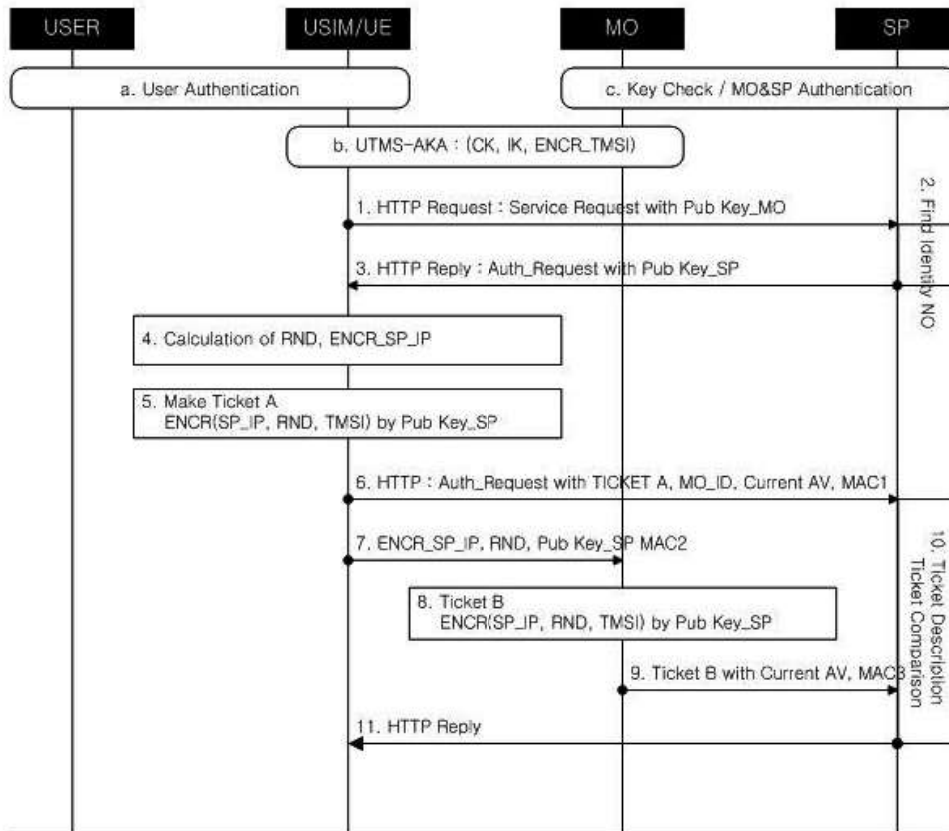 USER
USIM/UE
MO
SP
a. User Authentication
c. Key Check / MO&SP Authentication
b. UTMS-AKA : (CK, IK, ENCR_TMSI)
1. HTTP Request : Service Request with Pub Key_MO
2. Find Identity NO
3. HTTP Reply : Auth_Request with Pub Key_SP
4. Calculation of RND, ENCR_SP_IP
5. Make Ticket A
ENCR(SP_IP, RND, TMSI) by Pub Key_SP
6. HTTP : Auth_Request with TICKET A, MO_ID, Current AV, MAC1
7. ENCR_SP_IP, RND, Pub Key_SP MAC2
8. Ticket B
ENCR(SP_IP, RND, TMSI) by Pub Key_SP
9. Ticket B with Current AV, MAC3
10. Ticket Description
Ticket Comparison
11. HTTP Reply